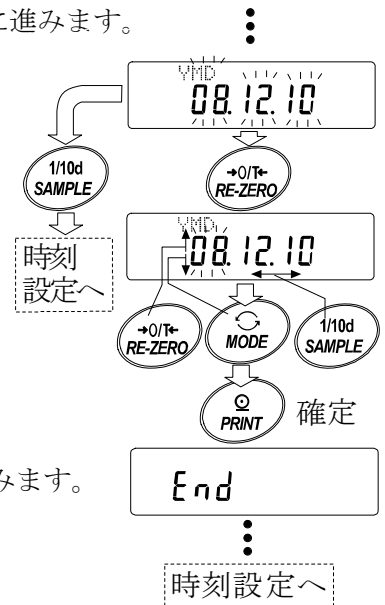 に進みます。
YMD
08.12.10
1/10d
SAMPLE
→0/T←
RE-ZERO
時刻
設定へ
YMD
08.12.10
→0/T←
RE-ZERO
MODE
1/10d
SAMPLE
PRINT
確定
みます。
End
時刻設定へ